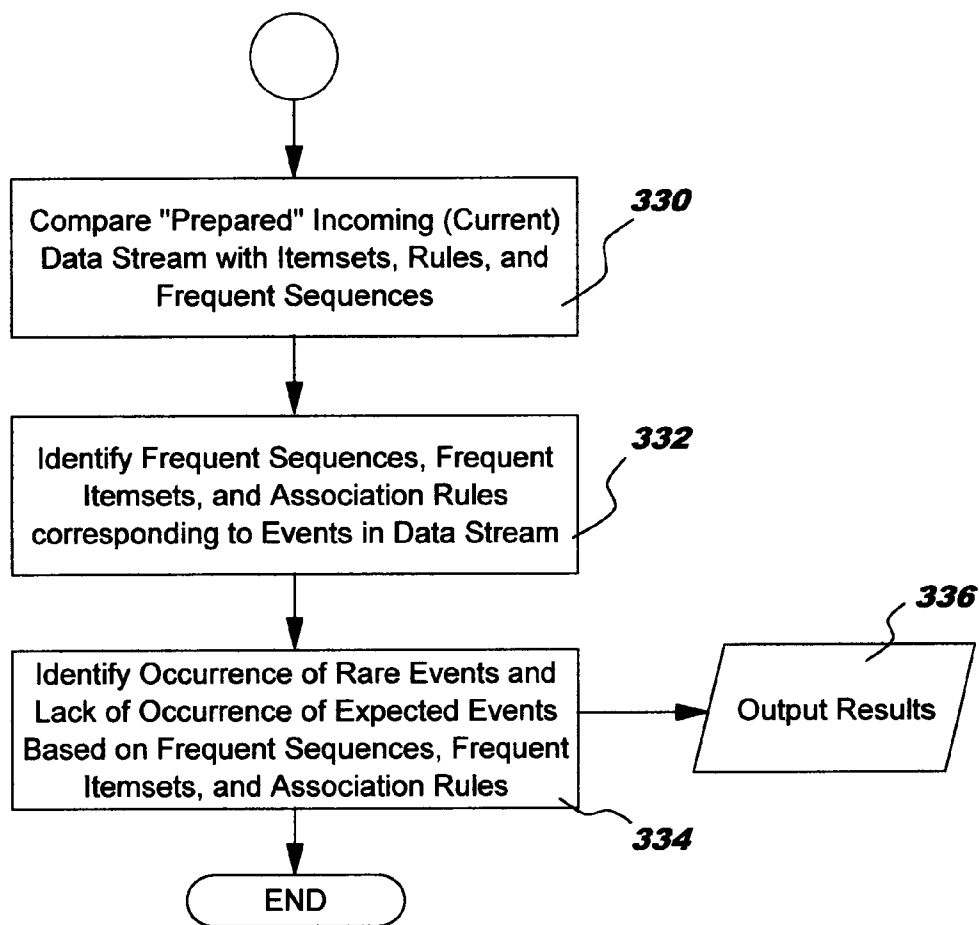 Compare "Prepared" Incoming (Current)
Data Stream with Itemsets, Rules, and
Frequent Sequences
330
Identify Frequent Sequences, Frequent
Itemsets, and Association Rules
corresponding to Events in Data Stream
332
Identify Occurrence of Rare Events and
Lack of Occurrence of Expected Events
Based on Frequent Sequences, Frequent
Itemsets, and Association Rules
334
336
Output Results
END